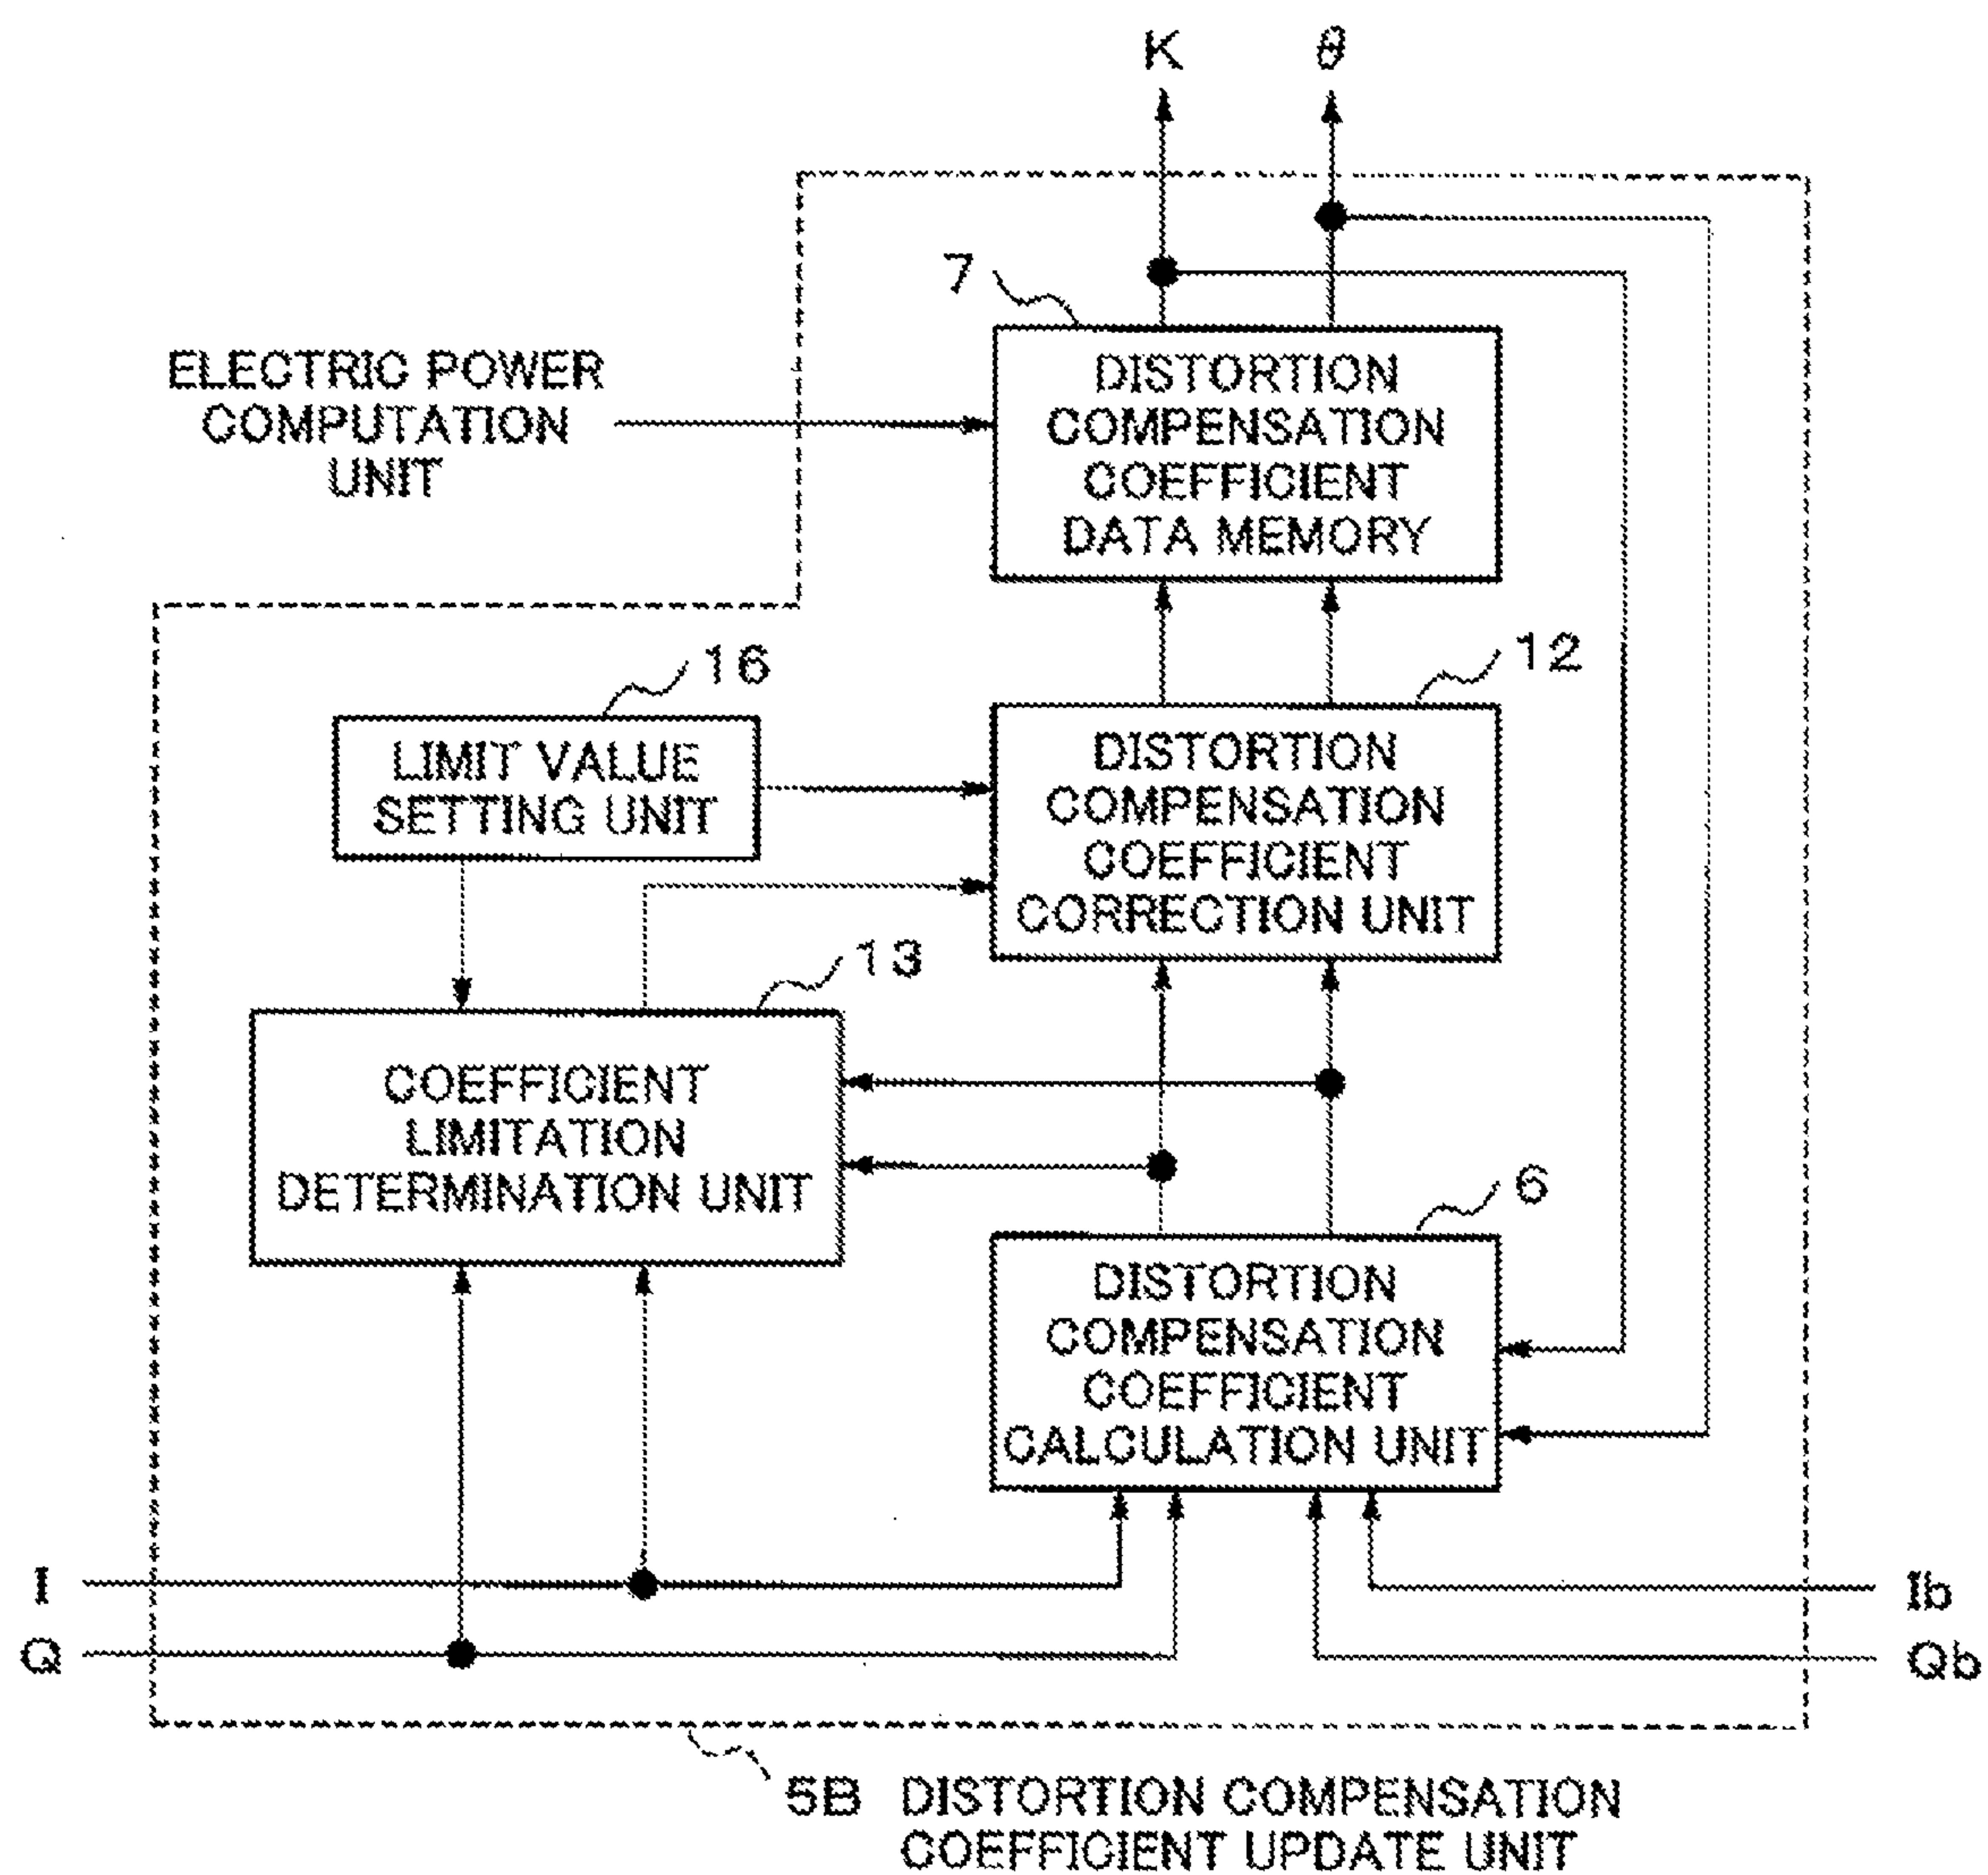 K
θ
7
ELECTRIC POWER
COMPUTATION
UNIT
DISTORTION
COMPENSATION
COEFFICIENT
DATA MEMORY
16
12
LIMIT VALUE
SETTING UNIT
DISTORTION
COMPENSATION
COEFFICIENT
CORRECTION UNIT
13
COEFFICIENT
LIMITATION
DETERMINATION UNIT
6
DISTORTION
COMPENSATION
COEFFICIENT
CALCULATION UNIT
I
Ib
Q
Qb
5B DISTORTION COMPENSATION
COEFFICIENT UPDATE UNIT